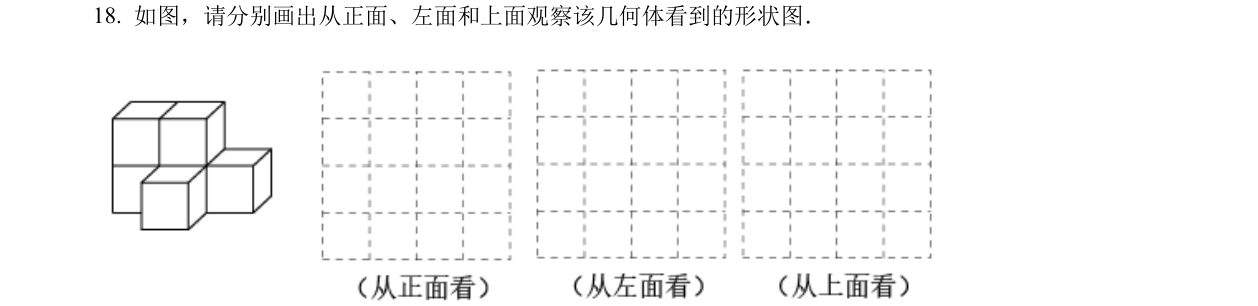 18. 如图，请分别画出从正面、左面和上面观察该几何体看到的形状图．
（从正面看） （从左面看） （从上面看）